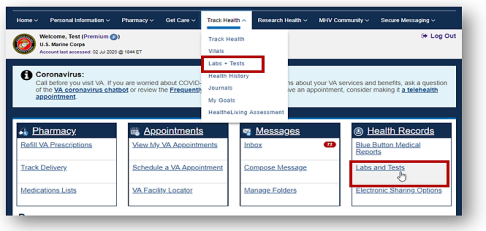 Home Personal Information Pharmacy Get Care Track Health Research Health MHV Community Secure Messaging
Welcome, Test (Premium)
U.S. Marine Corps
Account last accessed: 02 Jul 2020 @ 1044 ET
Log Out
Track Health
Vitals
Labs + Tests
Health History
Journals
My Goals
HealtheLiving Assessment
Coronavirus:
Call before you visit VA. If you are worried about COVID- ns about your VA services and benefits, ask a question
of the VA coronavirus chatbot or review the Frequently ve an appointment, consider making it a telehealth
appointment.
Pharmacy
Refill VA Prescriptions
Track Delivery
Medications Lists
Appointments
View My VA Appointments
Schedule a VA Appointment
VA Facility Locator
Messages
Inbox
Compose Message
Manage Folders
Health Records
Blue Button Medical
Reports
Labs and Tests
Electronic Sharing Options